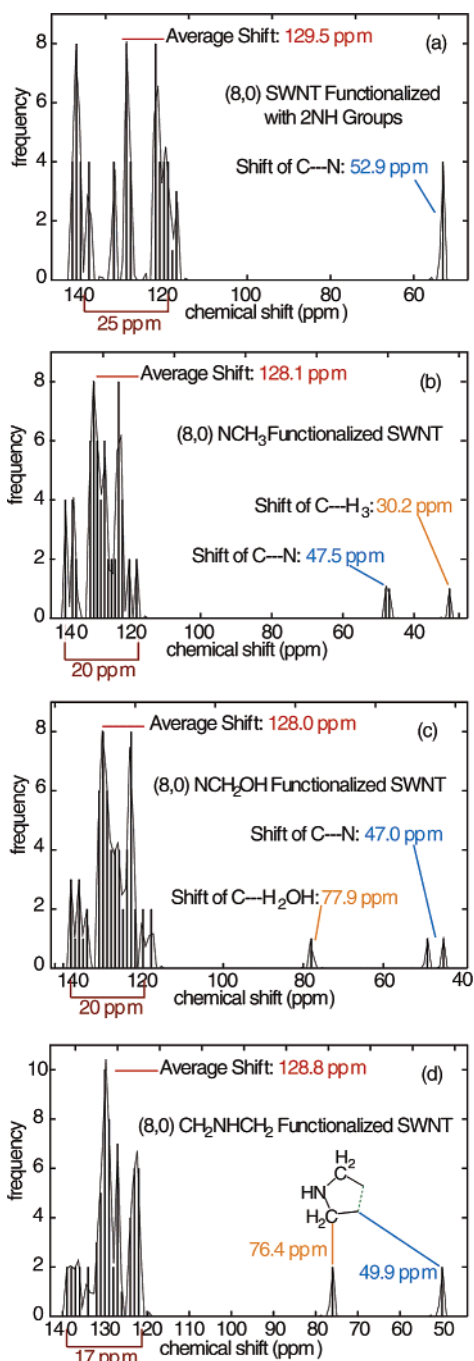 Average Shift: 129.5 ppm
(a)
(8,0) SWNT Functionalized
with 2NH Groups
Shift of C---N: 52.9 ppm
frequency
8
6
4
2
0
140 120 100 80 60
chemical shift (ppm)
25 ppm
Average Shift: 128.1 ppm
(b)
(8,0) NCH₃Functionalized SWNT
Shift of C---H₃: 30.2 ppm
Shift of C---N: 47.5 ppm
frequency
8
6
4
2
0
140 120 100 80 60 40
chemical shift (ppm)
20 ppm
Average Shift: 128.0 ppm
(c)
(8,0) NCH₂OH Functionalized SWNT
Shift of C---N: 47.0 ppm
Shift of C---H₂OH: 77.9 ppm
frequency
8
6
4
2
0
140 120 100 80 60 40
chemical shift (ppm)
20 ppm
Average Shift: 128.8 ppm
(d)
(8,0) CH₂NHCH₂ Functionalized SWNT
H₂
C
HN
H₂C
76.4 ppm
49.9 ppm
frequency
10
8
6
4
2
0
140 130 120 110 100 90 80 70 60 50
chemical shift (ppm)
17 ppm